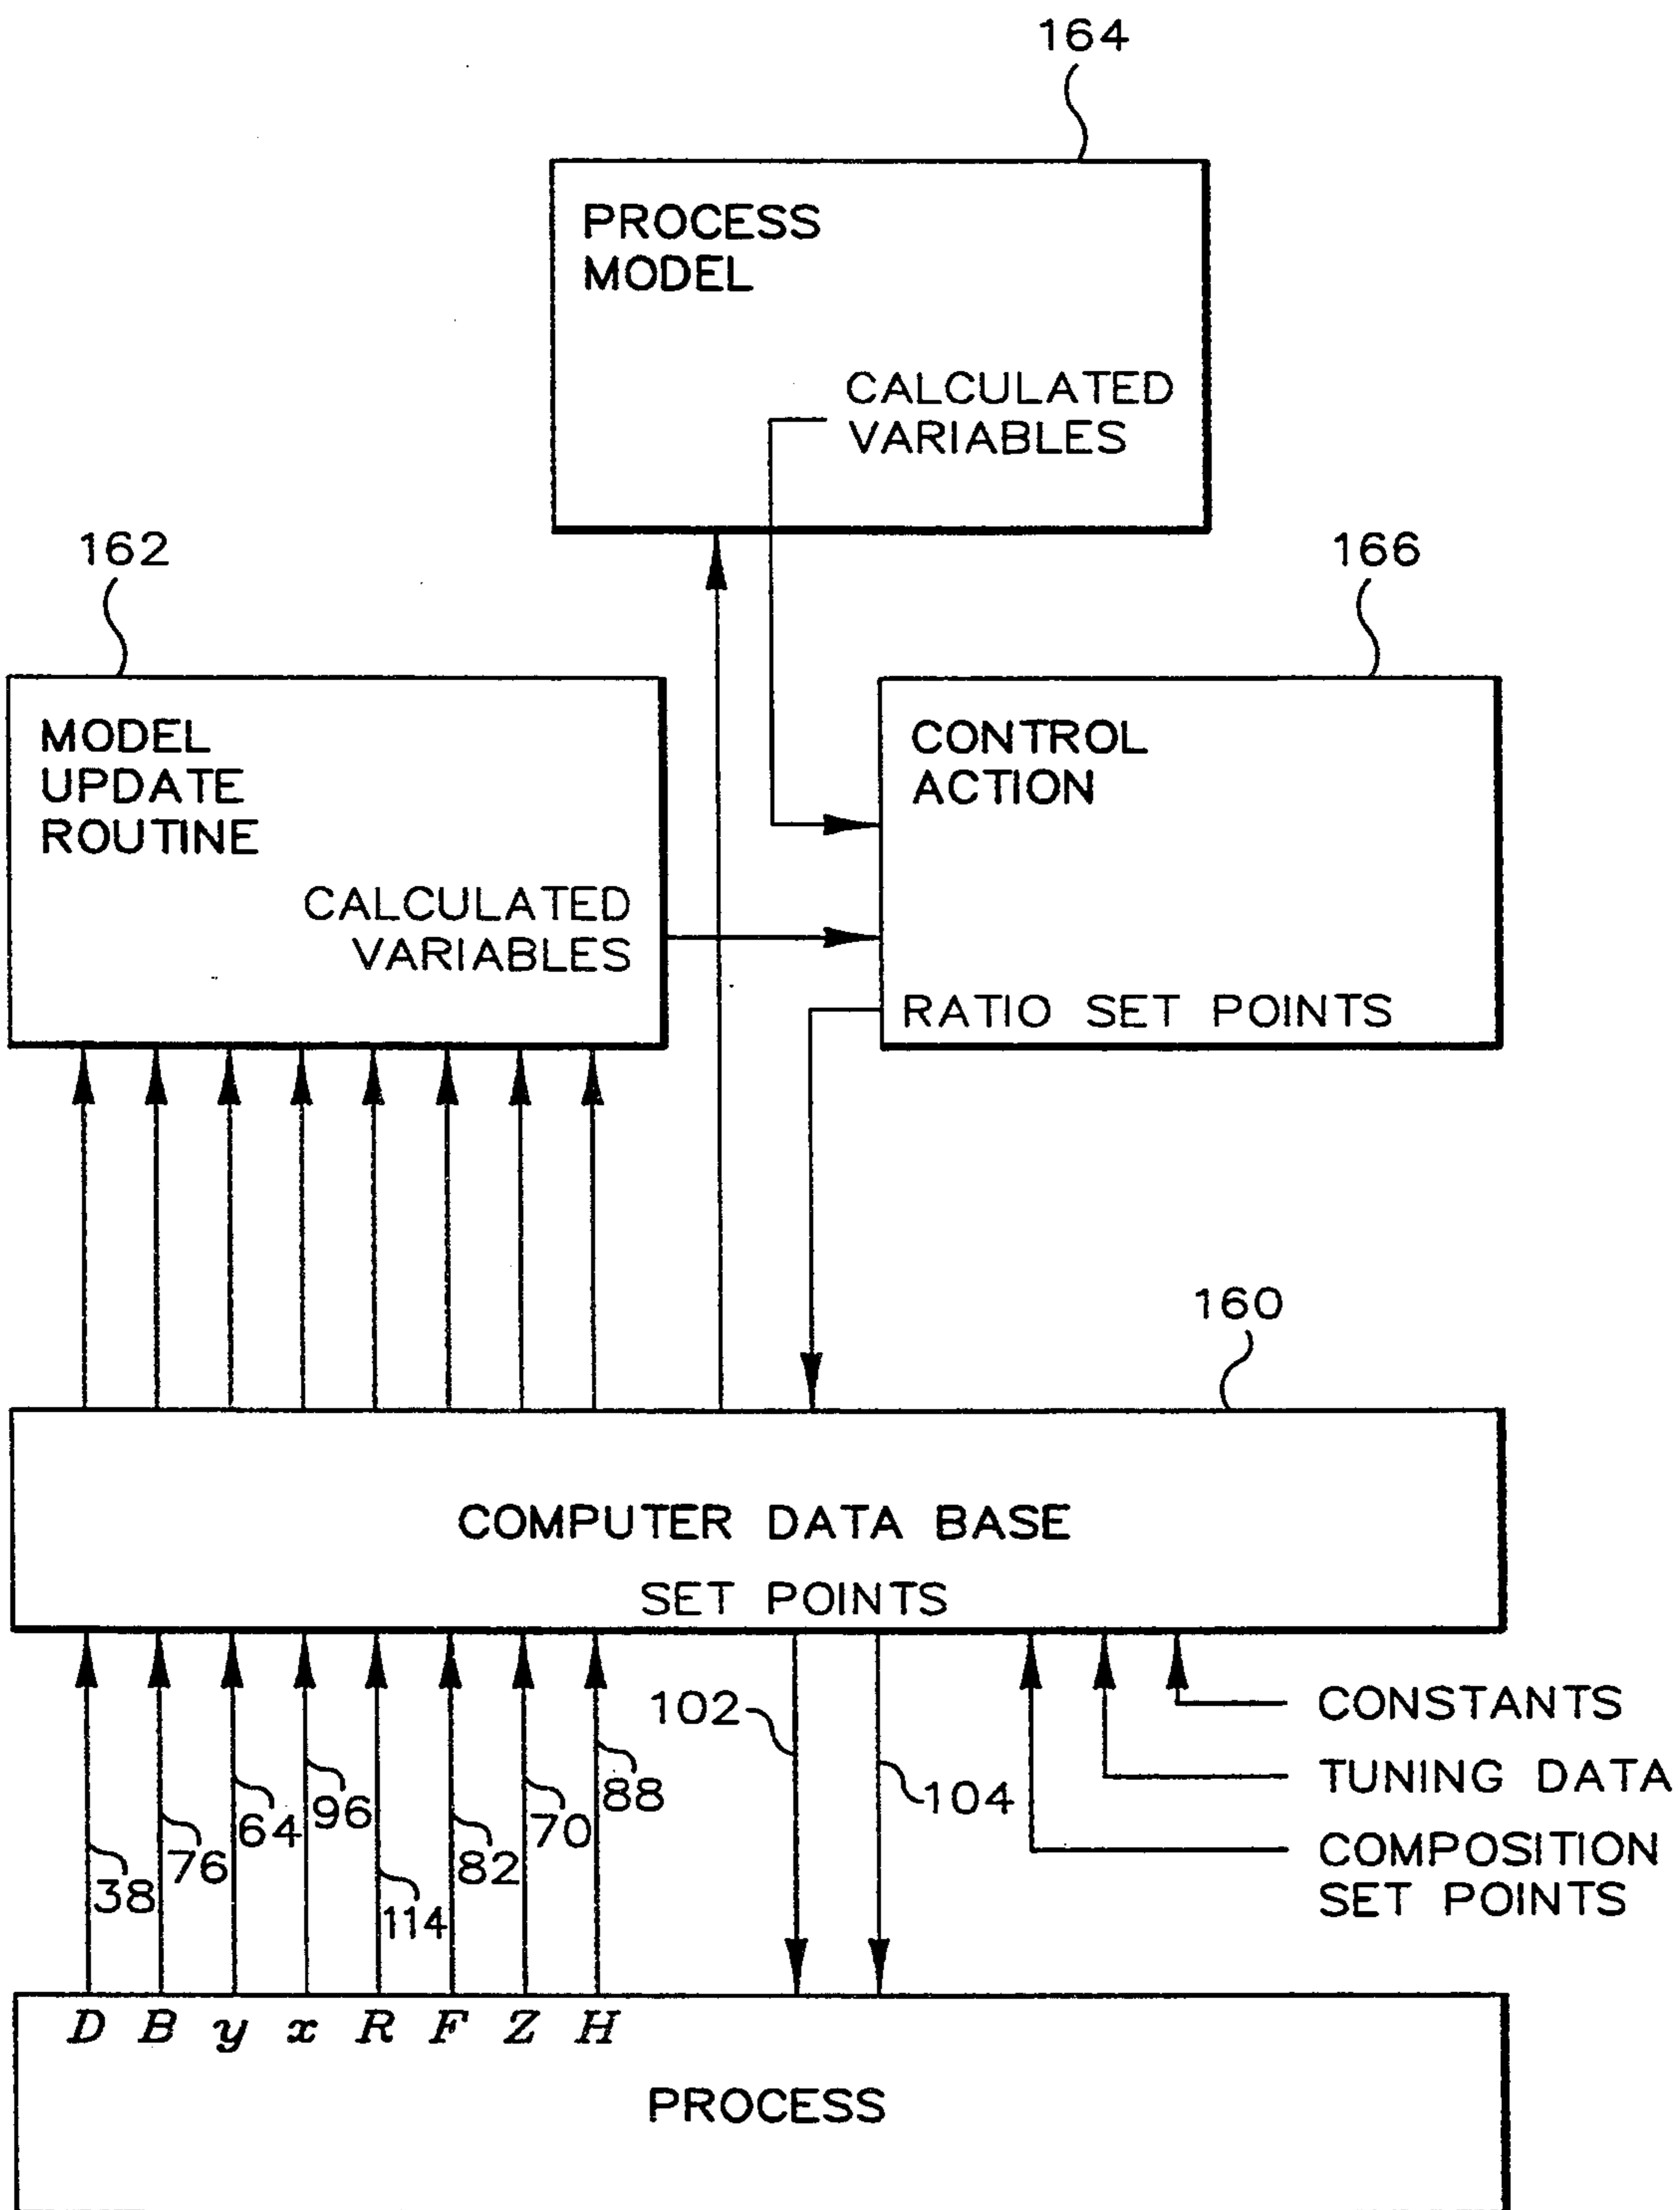 164
PROCESS
MODEL
CALCULATED
VARIABLES
162
166
MODEL
UPDATE
ROUTINE
CALCULATED
VARIABLES
CONTROL
ACTION
RATIO SET POINTS
160
COMPUTER DATA BASE
SET POINTS
102
104
CONSTANTS
TUNING DATA
COMPOSITION
SET POINTS
38
76
64
96
114
82
70
88
D B y x R F Z H
PROCESS